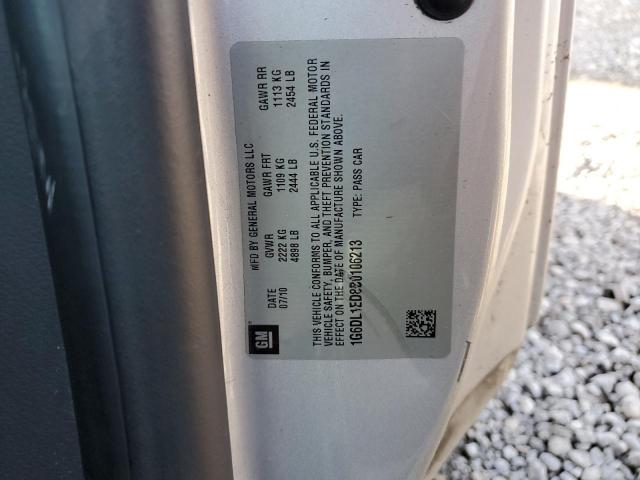 MFD BY GENERAL MOTORS LLC
DATE GVWR GAWR FRT GAWR RR
07/10 2222 KG 1109 KG 1113 KG
4898 LB 2444 LB 2454 LB
THIS VEHICLE CONFORMS TO ALL APPLICABLE U.S. FEDERAL MOTOR
VEHICLE SAFETY, BUMPER, AND THEFT PREVENTION STANDARDS IN
EFFECT ON THE DATE OF MANUFACTURE SHOWN ABOVE.
TYPE: PASS CAR
GM